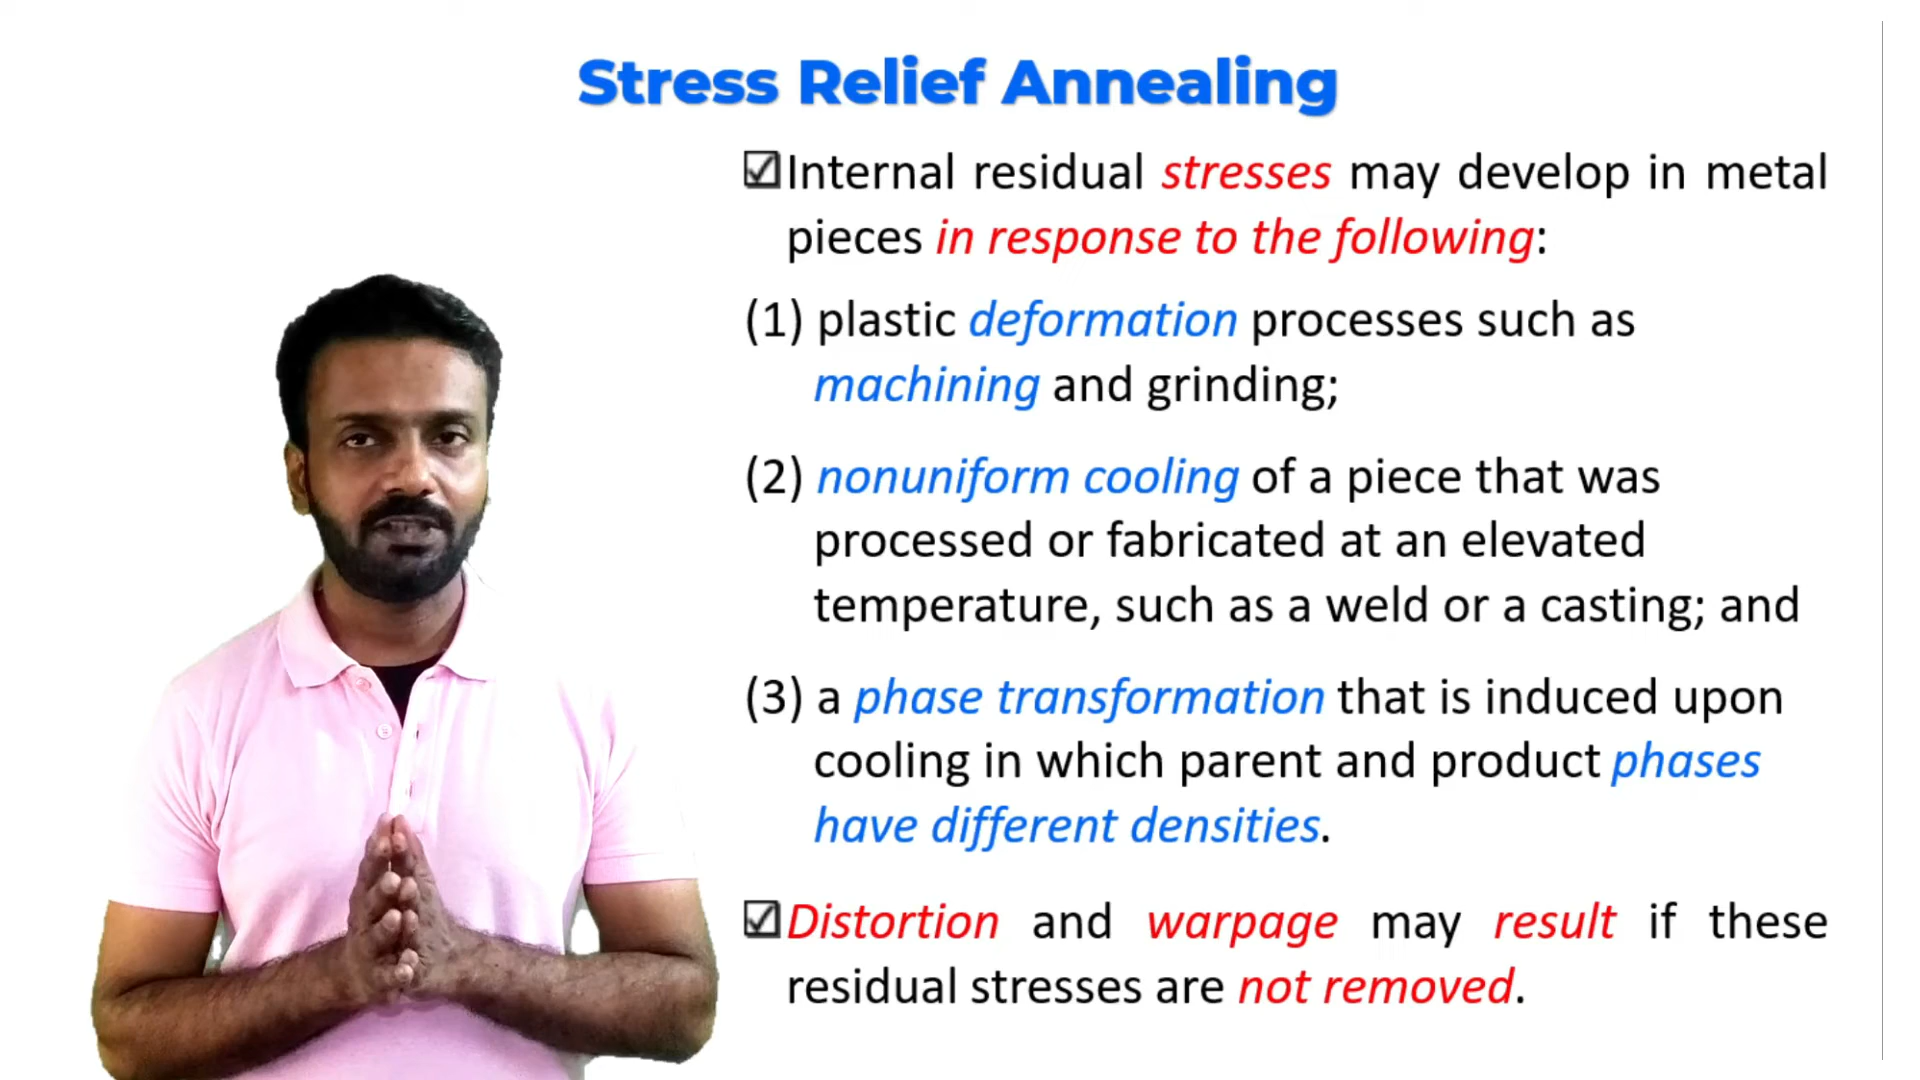 Stress Relief Annealing
☑Internal residual stresses may develop in metal
pieces in response to the following:
(1) plastic deformation processes such as
machining and grinding;
(2) nonuniform cooling of a piece that was
processed or fabricated at an elevated
temperature, such as a weld or a casting; and
(3) a phase transformation that is induced upon
cooling in which parent and product phases
have different densities.
☑Distortion and warpage may result if these
residual stresses are not removed.